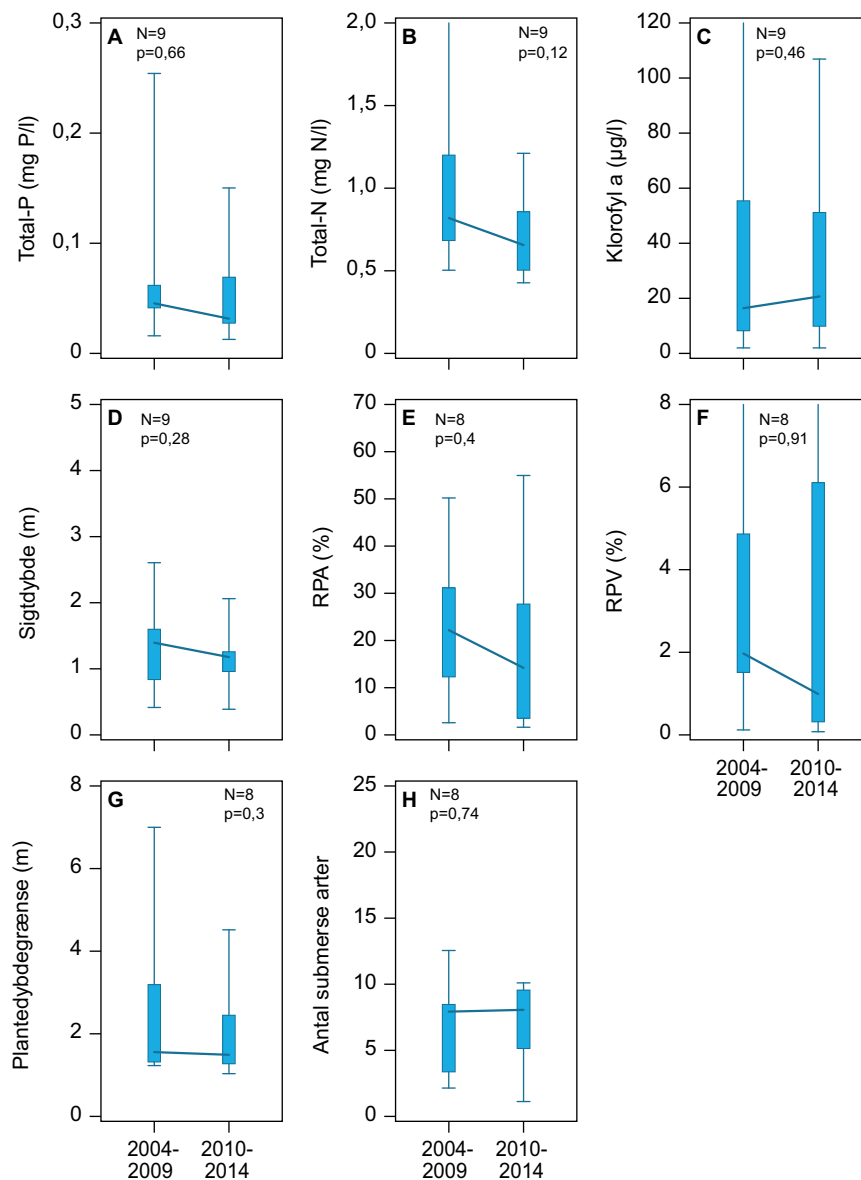 A
N=9
p=0,66
Total-P (mg P/l)
0,3
0,2
0,1
0
B
N=9
p=0,12
Total-N (mg N/l)
2,0
1,5
1,0
0,5
0
C
N=9
p=0,46
Klorofyl a (µg/l)
120
100
80
60
40
20
0
D
N=9
p=0,28
Sigtdybde (m)
5
4
3
2
1
0
E
N=8
p=0,4
RPA (%)
70
60
50
40
30
20
10
0
F
N=8
p=0,91
RPV (%)
8
6
4
2
0
2004-
2009
2010-
2014
G
N=8
p=0,3
Plantedybdegrænse (m)
8
6
4
2
0
2004-
2009
2010-
2014
H
N=8
p=0,74
Antal submerse arter
25
20
15
10
5
0
2004-
2009
2010-
2014